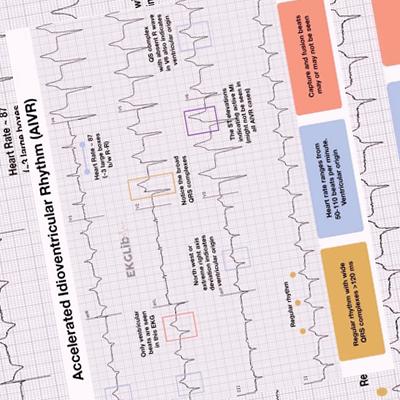 Accelerated Idioventricular Rhythm (AIVR)
Heart Rate ~ 87
(~3 large boxes
Heart Rate ~ 87
(~3 large boxes
b/w R-R)
EKGLib
Only ventricular
beats are seen
in this EKG
North west or
extreme right axis
deviation indicates
ventricular origin
Notice the broad
QRS complexes
The ST elevations
indicating active MI
(might not be seen in
all AIVR cases)
QS complex
with absent R wave
in V6 also indicates
ventricular origin
Regular rhythm
Regular rhythm with wide
QRS complexes >120 ms
Heart rate ranges from
50-110 beats per minute.
Ventricular origin
Capture and fusion beats
may or may not be seen
Re